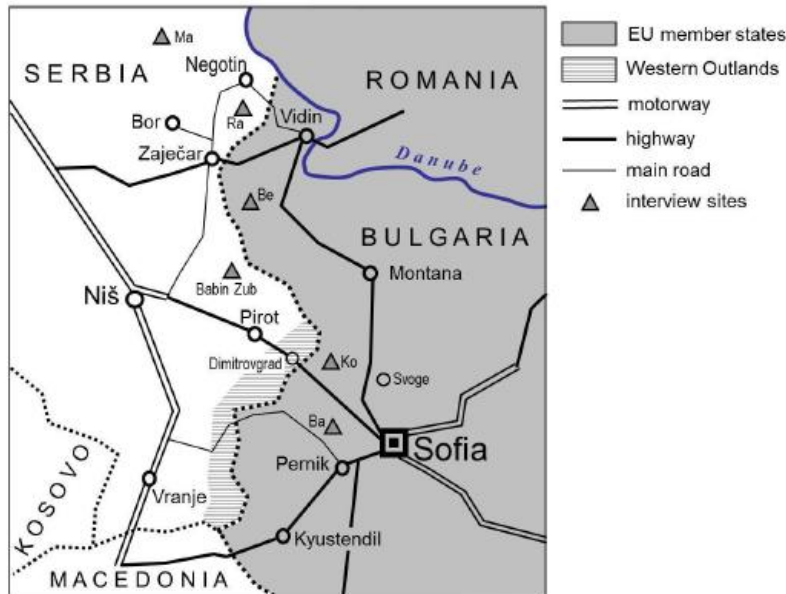 Ma
SERBIA
Negotin
ROMANIA
Bor
Ra
Vidin
Zaječar
Danube
Be
BULGARIA
Babin Zub
Montana
Niš
Pirot
Dimitrovgrad
Ko
Svoge
Ba
Sofia
Pernik
KOSOVO
Vranje
Kyustendil
MACEDONIA
EU member states
Western Outlands
motorway
highway
main road
interview sites